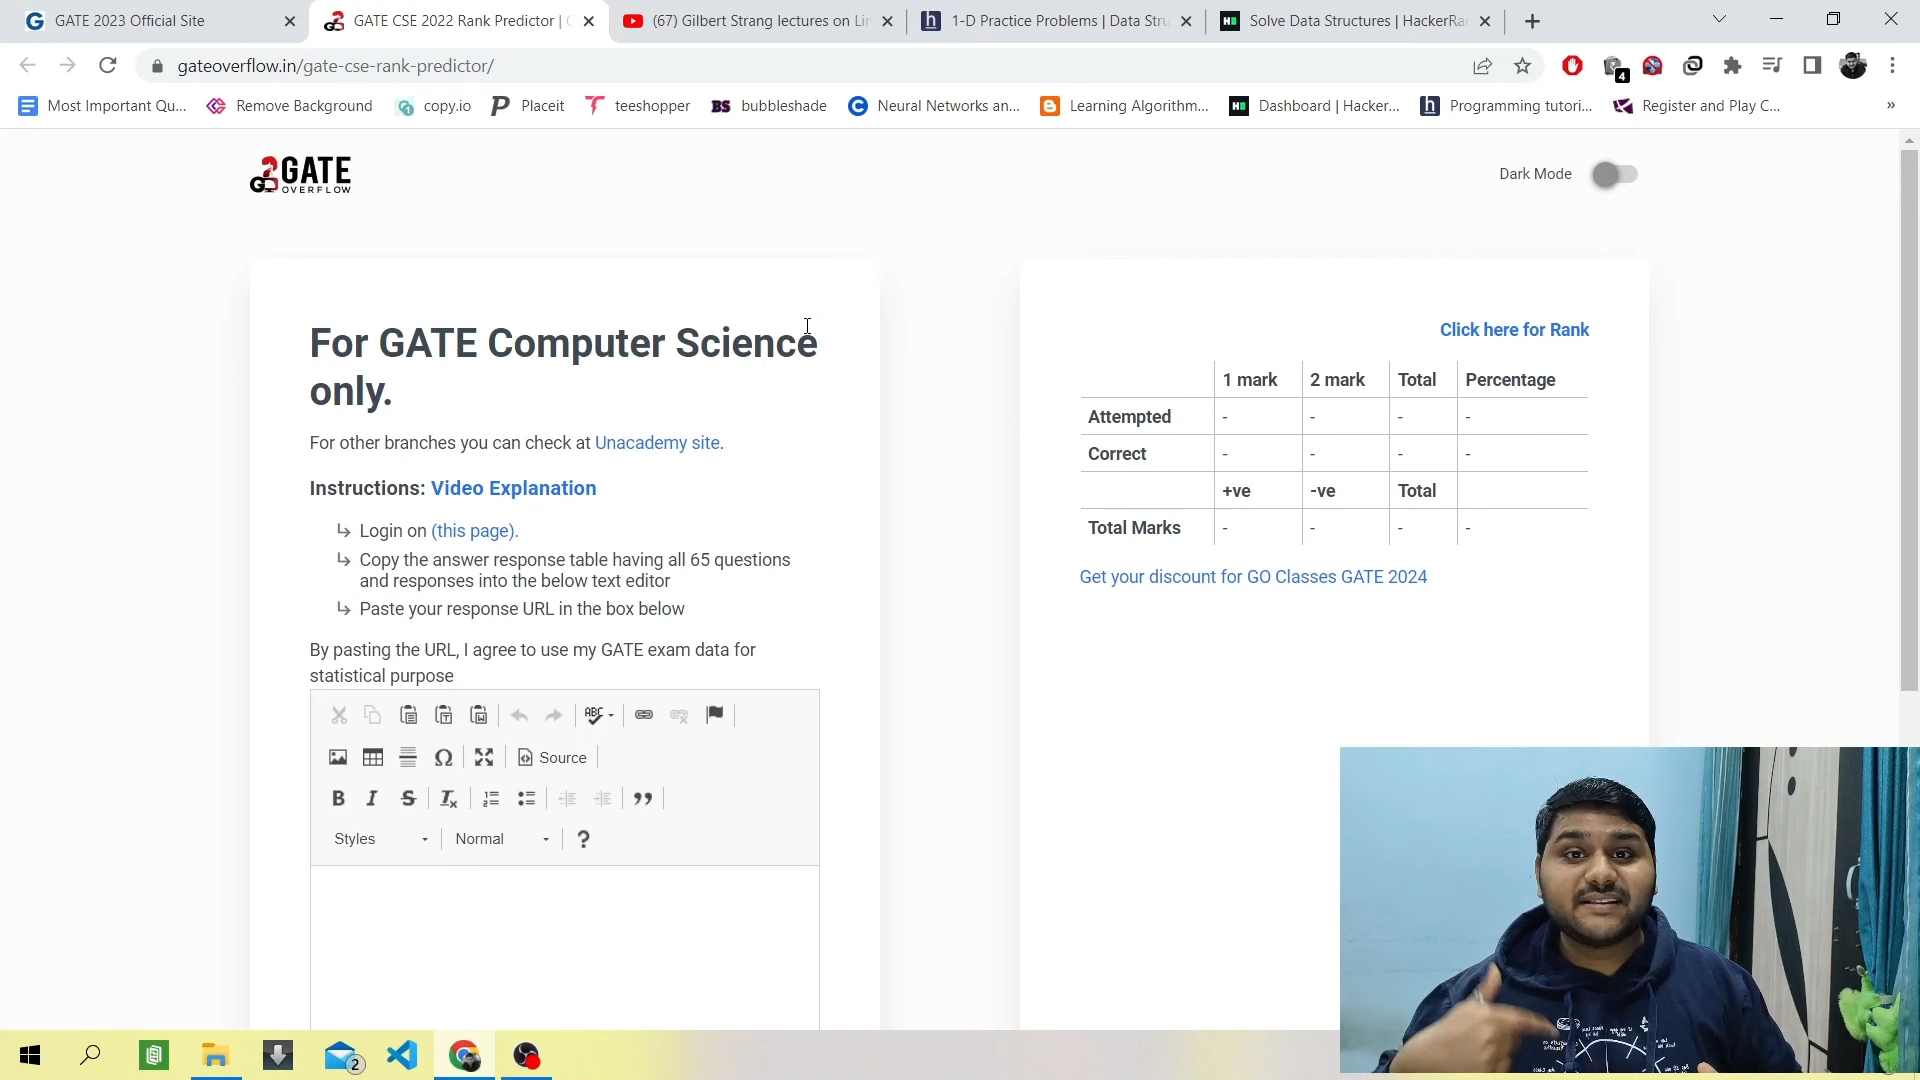 GATE 2023 Official Site
GATE CSE 2022 Rank Predictor |
(67) Gilbert Strang lectures on Lin
1-D Practice Problems | Data Stru
Solve Data Structures | HackerRa
gateoverflow.in/gate-cse-rank-predictor/
4
Most Important Qu...
Remove Background
copy.io
Placeit
teeshopper
BS bubbleshade
Neural Networks an...
Learning Algorithm...
Dashboard | Hacker...
Programming tutori...
Register and Play C...
GATE
OVERFLOW
Dark Mode
For GATE Computer Science
only.
For other branches you can check at Unacademy site.
Instructions: Video Explanation
Login on (this page).
Copy the answer response table having all 65 questions
and responses into the below text editor
Paste your response URL in the box below
By pasting the URL, I agree to use my GATE exam data for
statistical purpose
ABC
Source
B I S
Styles
Normal
?
Click here for Rank
1 mark 2 mark Total Percentage
Attempted - - - -
Correct - - - -
+ve -ve Total
Total Marks - - - -
Get your discount for GO Classes GATE 2024
2